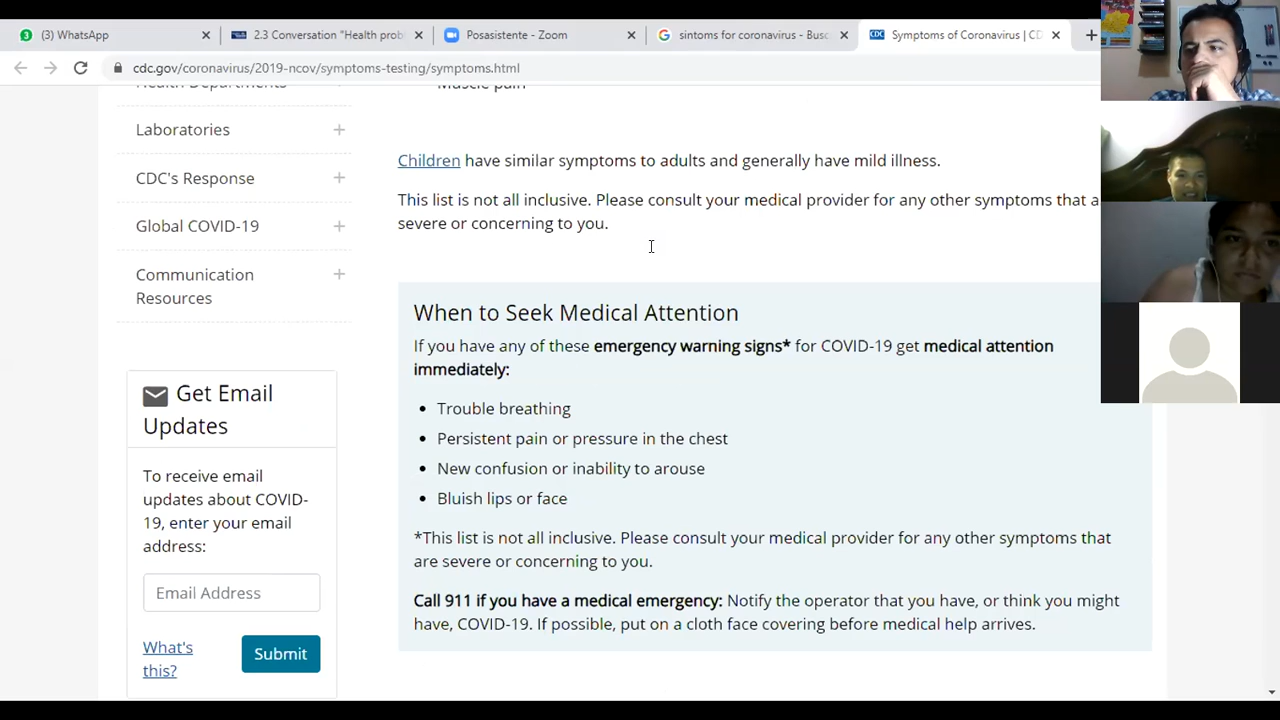 3
(3) WhatsApp
2.3 Conversation "Health prob
Posasistente - Zoom
sintoms for coronavirus - Busc
CDC
Symptoms of Coronavirus | CD
cdc.gov/coronavirus/2019-ncov/symptoms-testing/symptoms.html
Health Departments
Laboratories
CDC's Response
Global COVID-19
Communication
Resources
Get Email
Updates
To receive email
updates about COVID-
19, enter your email
address:
Email Address
What's
this?
Submit
Muscle pain
Children have similar symptoms to adults and generally have mild illness.
This list is not all inclusive. Please consult your medical provider for any other symptoms that a
severe or concerning to you.
When to Seek Medical Attention
If you have any of these emergency warning signs* for COVID-19 get medical attention
immediately:
• Trouble breathing
• Persistent pain or pressure in the chest
• New confusion or inability to arouse
• Bluish lips or face
*This list is not all inclusive. Please consult your medical provider for any other symptoms that
are severe or concerning to you.
Call 911 if you have a medical emergency: Notify the operator that you have, or think you might
have, COVID-19. If possible, put on a cloth face covering before medical help arrives.